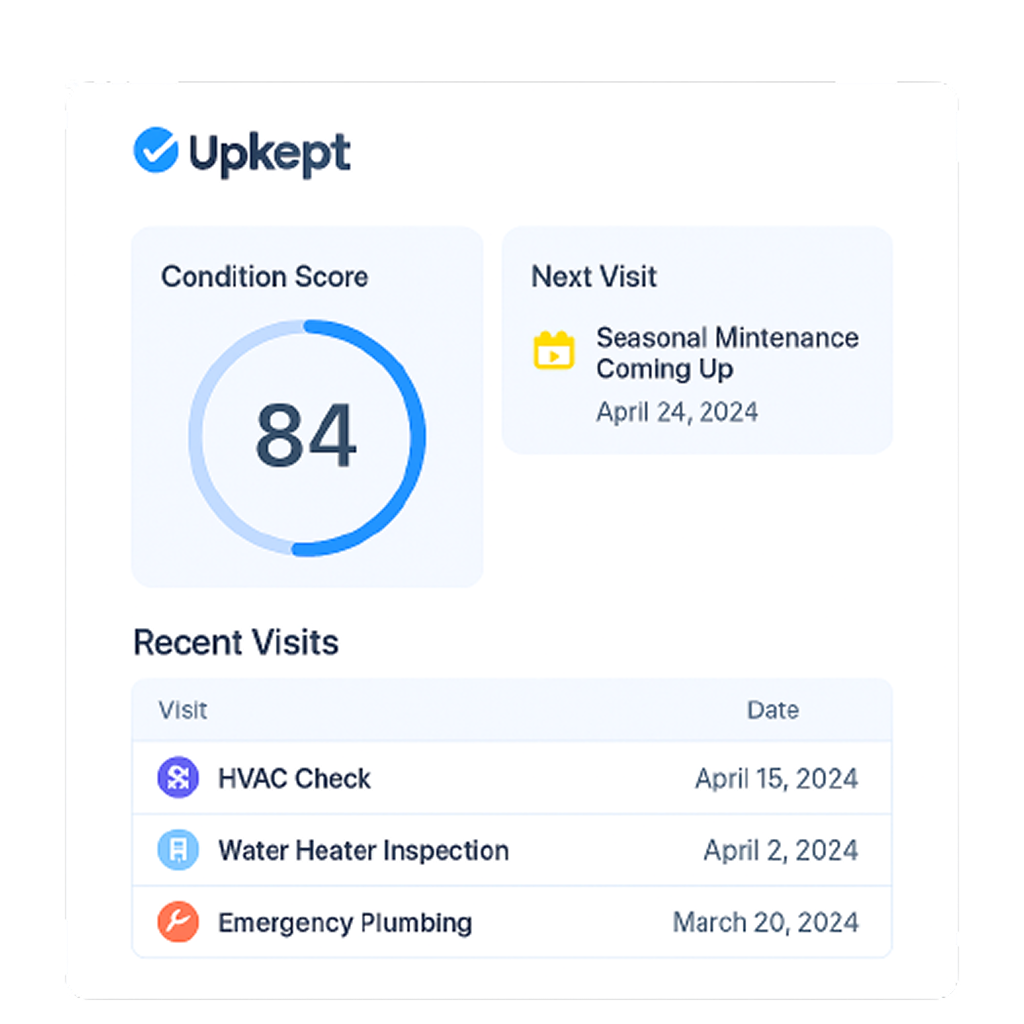 Upkept
Condition Score
84
Next Visit
Seasonal Mintenance
Coming Up
April 24, 2024
Recent Visits
Visit Date
HVAC Check April 15, 2024
Water Heater Inspection April 2, 2024
Emergency Plumbing March 20, 2024